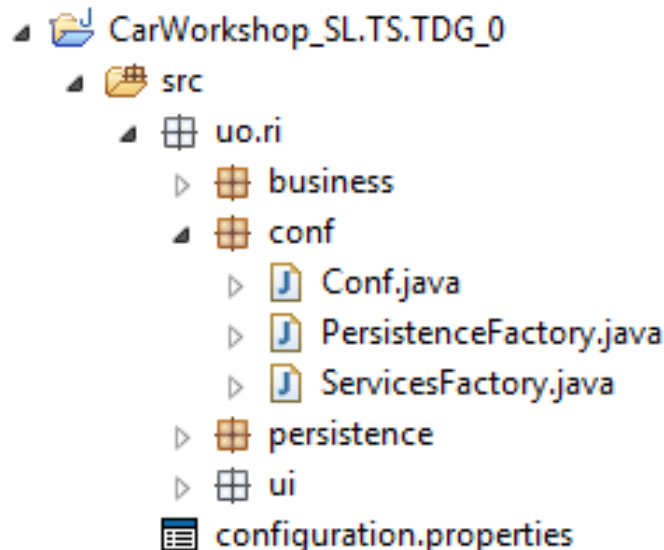 CarWorkshop_SL.TS.TDG_0
src
uo.ri
business
conf
Conf.java
PersistenceFactory.java
ServicesFactory.java
persistence
ui
configuration.properties